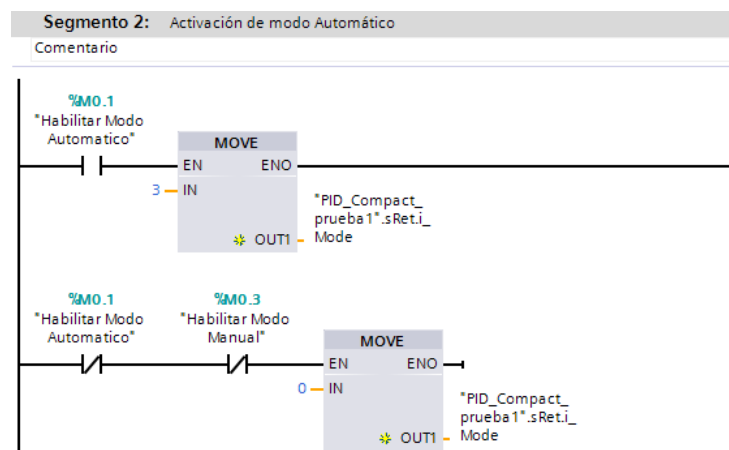 Segmento 2: Activación de modo Automático
Comentario
%M0.1
"Habilitar Modo
Automatico"
MOVE
EN ENO
3 IN
OUT1
"PID_Compact_
prueba1".sRet.i_
Mode
%M0.1
"Habilitar Modo
Automatico"
%M0.3
"Habilitar Modo
Manual"
MOVE
EN ENO
0 IN
OUT1
"PID_Compact_
prueba1".sRet.i_
Mode